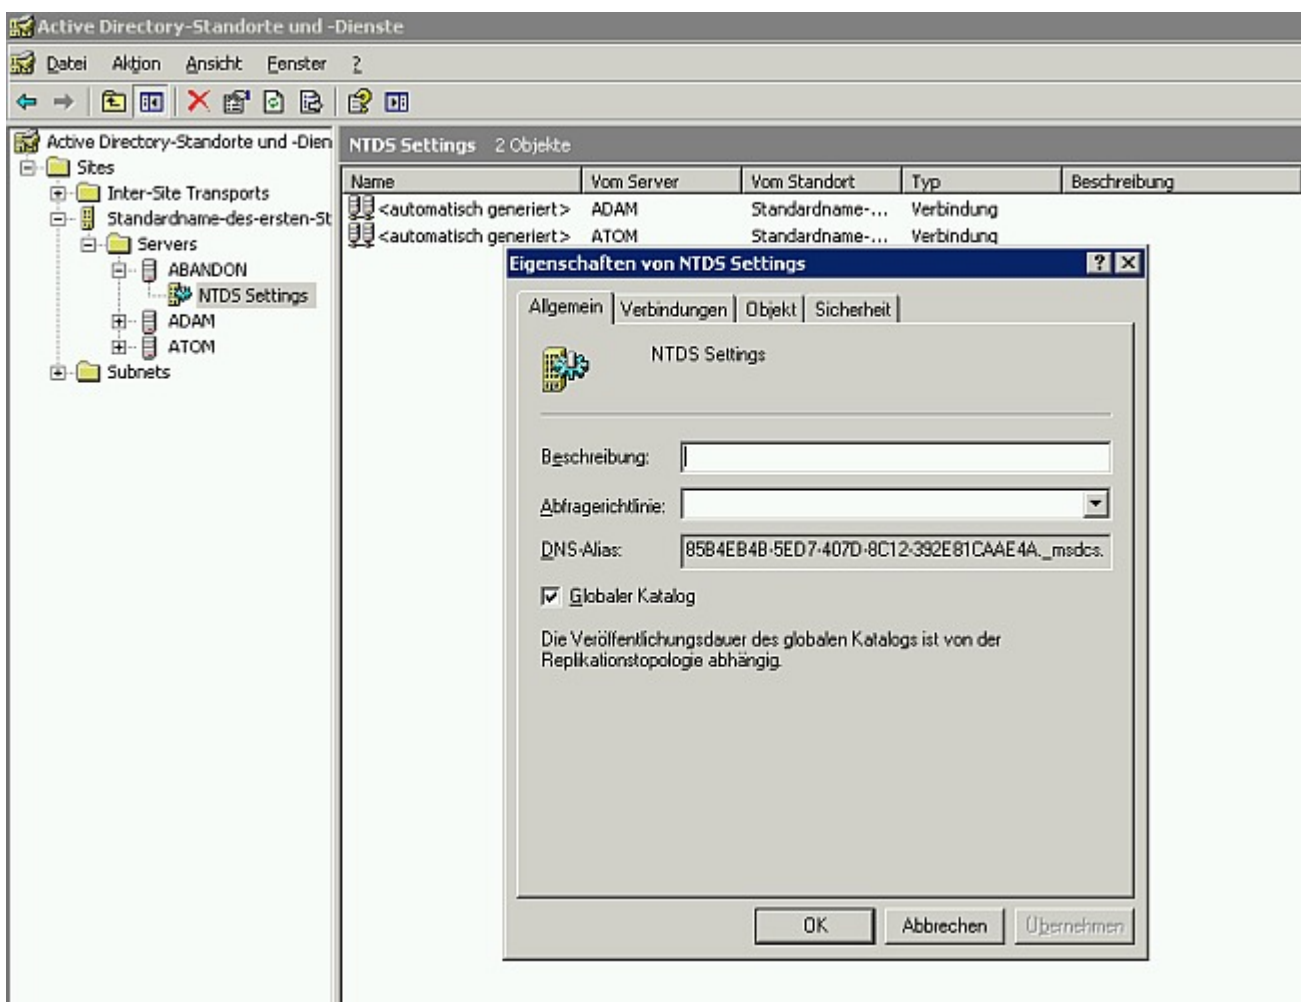 Active Directory-Standorte und -Dienste
Datei Aktion Ansicht Fenster ?
Active Directory-Standorte und -Dien
Sites
Inter-Site Transports
Standardname-des-ersten-St
Servers
ABANDON
NTDS Settings
ADAM
ATOM
Subnets
NTDS Settings 2 Objekte
Name Vom Server Vom Standort Typ Beschreibung
<automatisch generiert> ADAM Standardname-... Verbindung
<automatisch generiert> ATOM Standardname-... Verbindung
Eigenschaften von NTDS Settings
Allgemein Verbindungen Objekt Sicherheit
NTDS Settings
Beschreibung:
Abfragerichtlinie:
DNS-Alias: 85B4EB4B-5ED7-407D-8C12-392E81CAAE4A._msdcs.
Globaler Katalog
Die Veröffentlichungsdauer des globalen Katalogs ist von der
Replikationstopologie abhängig.
OK Abbrechen Übernehmen